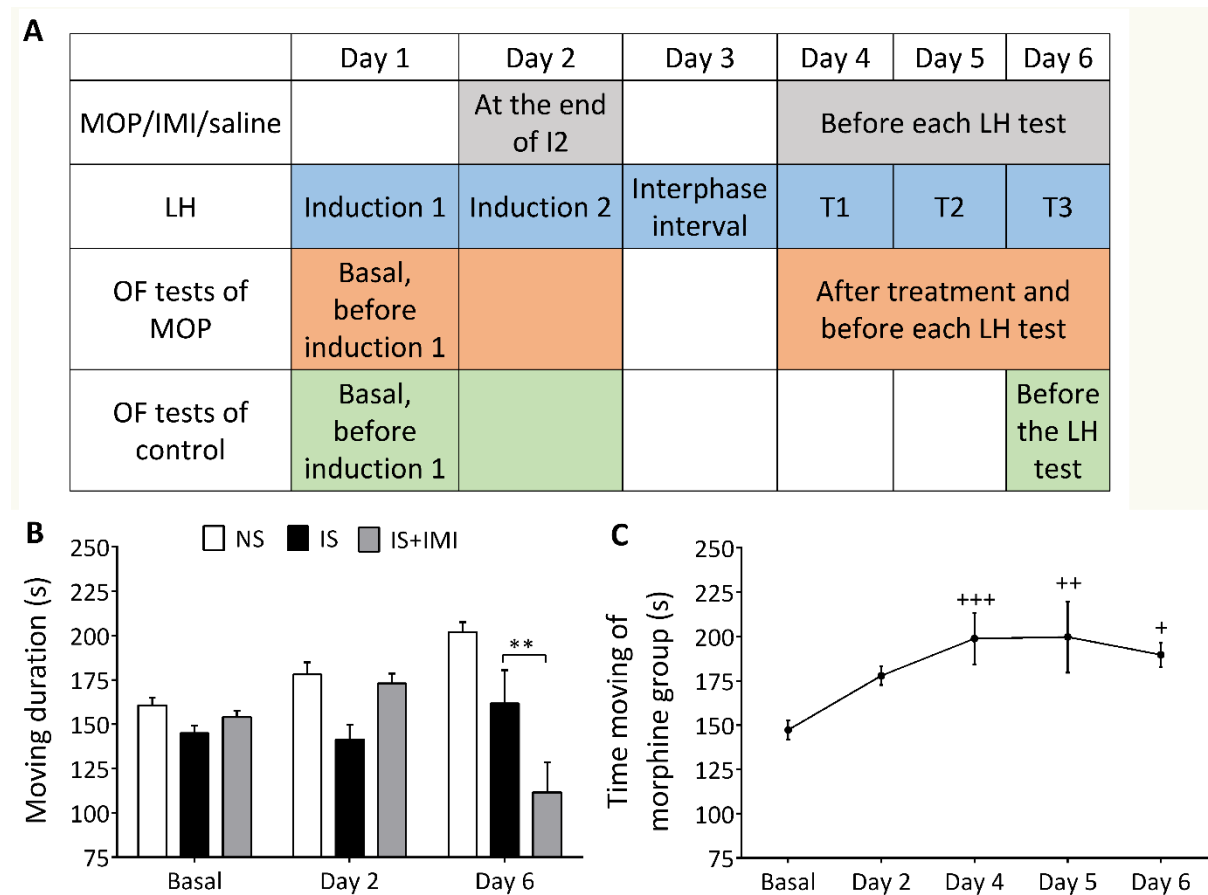 A
Day 1 Day 2 Day 3 Day 4 Day 5 Day 6
MOP/IMI/saline
At the end
of I2
Before each LH test
LH
Induction 1
Induction 2
Interphase
interval
T1
T2
T3
OF tests of
MOP
Basal,
before
induction 1
After treatment and
before each LH test
OF tests of
control
Basal,
before
induction 1
Before
the LH
test
B
NS IS IS+IMI
Moving duration (s)
250
225
200
175
150
125
100
75
**
Basal Day 2 Day 6
C
Time moving of
morphine group (s)
250
225
200
175
150
125
100
75
+++
++
+
Basal Day 2 Day 4 Day 5 Day 6